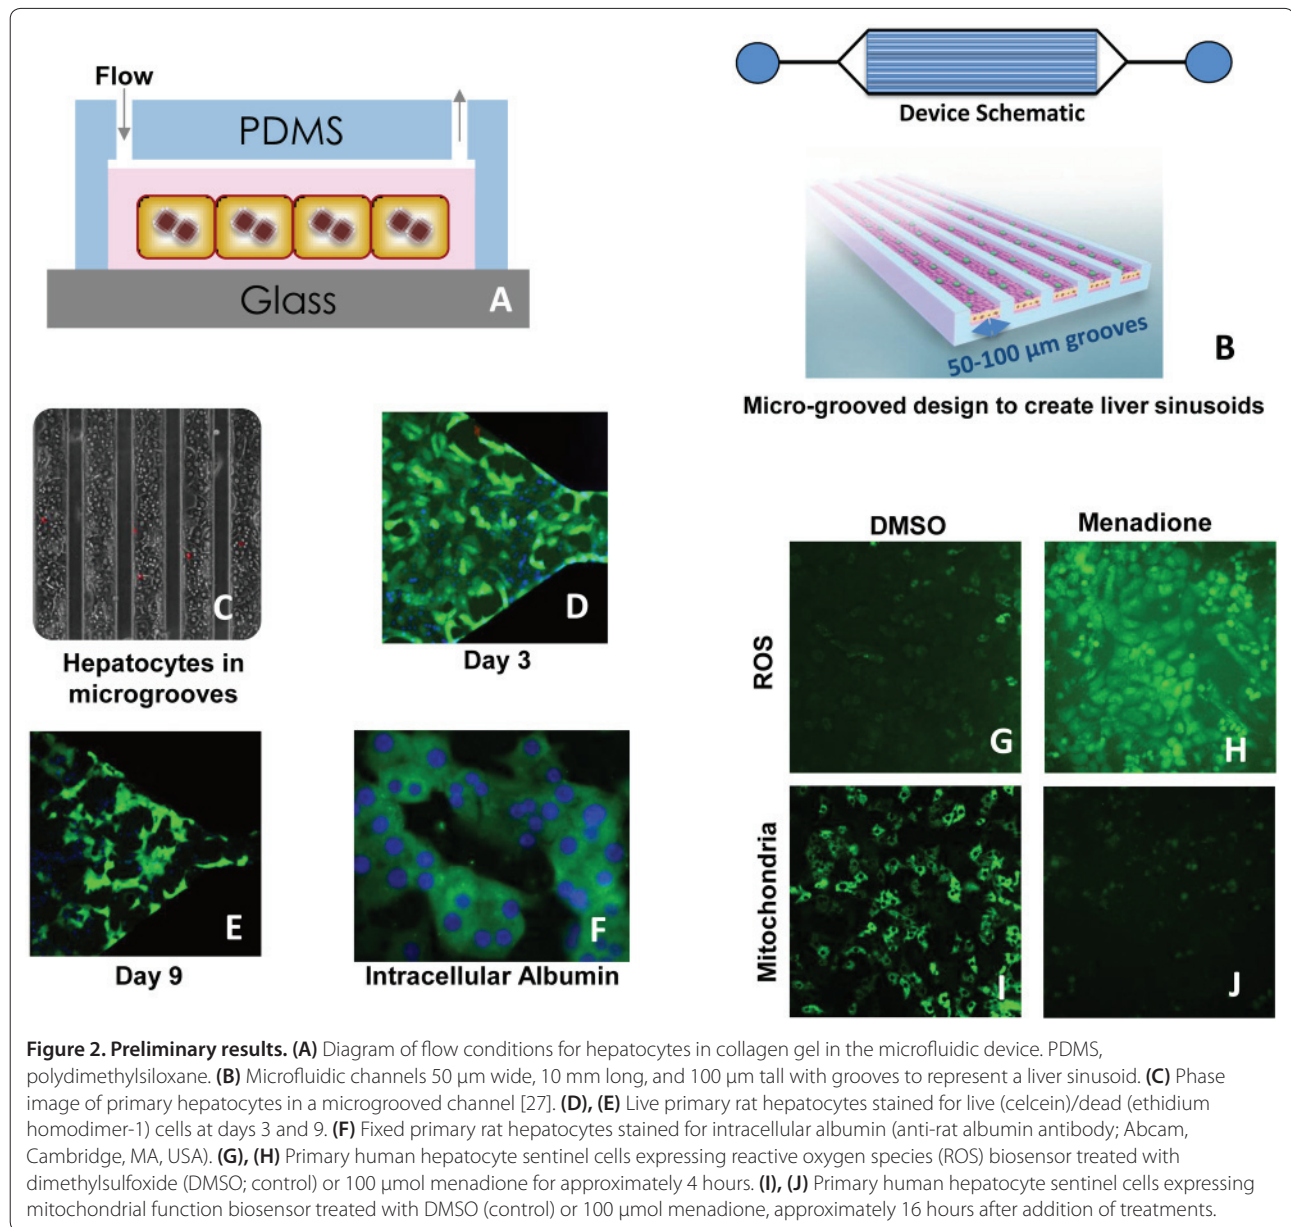 Flow
PDMS
Glass
A
Device Schematic
50-100 µm grooves
B
Micro-grooved design to create liver sinusoids
C
Hepatocytes in
microgrooves
D
Day 3
E
Day 9
F
Intracellular Albumin
DMSO
Menadione
ROS
G
H
Mitochondria
I
J
Figure 2. Preliminary results. (A) Diagram of flow conditions for hepatocytes in collagen gel in the microfluidic device. PDMS,
polydimethylsiloxane. (B) Microfluidic channels 50 µm wide, 10 mm long, and 100 µm tall with grooves to represent a liver sinusoid. (C) Phase
image of primary hepatocytes in a microgrooved channel [27]. (D), (E) Live primary rat hepatocytes stained for live (celcein)/dead (ethidium
homodimer-1) cells at days 3 and 9. (F) Fixed primary rat hepatocytes stained for intracellular albumin (anti-rat albumin antibody; Abcam,
Cambridge, MA, USA). (G), (H) Primary human hepatocyte sentinel cells expressing reactive oxygen species (ROS) biosensor treated with
dimethylsulfoxide (DMSO; control) or 100 µmol menadione for approximately 4 hours. (I), (J) Primary human hepatocyte sentinel cells expressing
mitochondrial function biosensor treated with DMSO (control) or 100 µmol menadione, approximately 16 hours after addition of treatments.